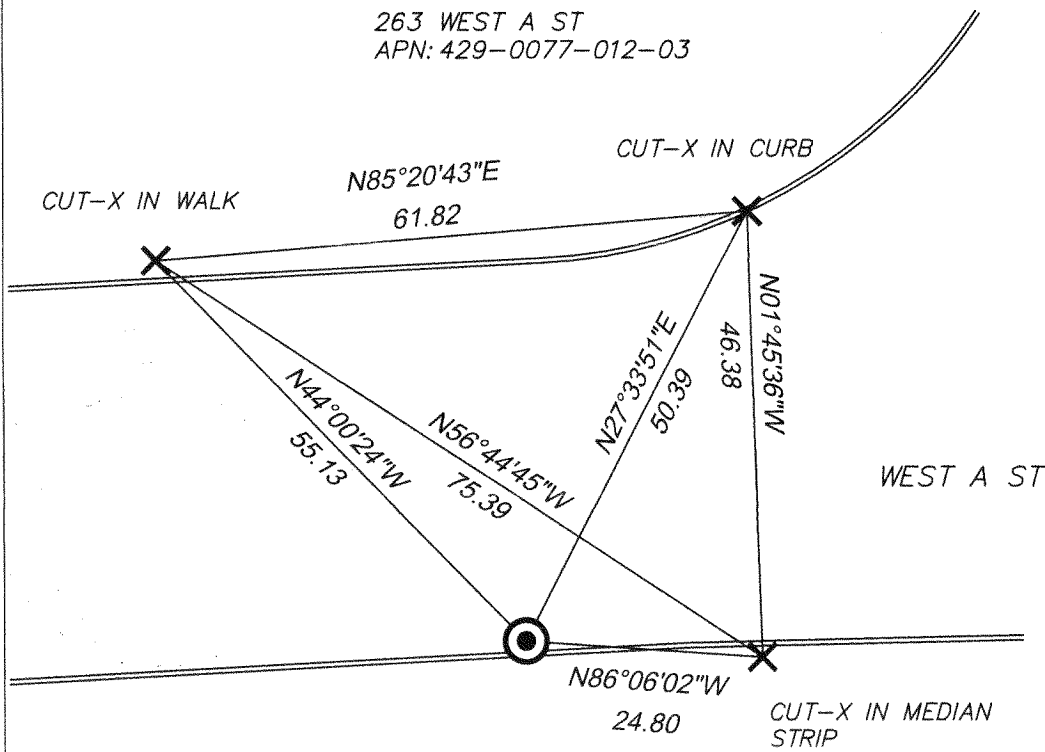 263 WEST A ST
APN: 429-0077-012-03
CUT-X IN CURB
N85°20'43"E
61.82
CUT-X IN WALK
N01°45'36"W
46.38
N27°33'51"E
50.39
N44°00'24"W
55.13
N56°44'45"W
75.39
WEST A ST
N86°06'02"W
24.80
CUT-X IN MEDIAN
STRIP